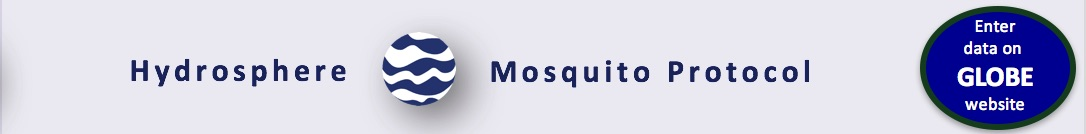 Hydrosphere Mosquito Protocol
Enter
data on
GLOBE
website